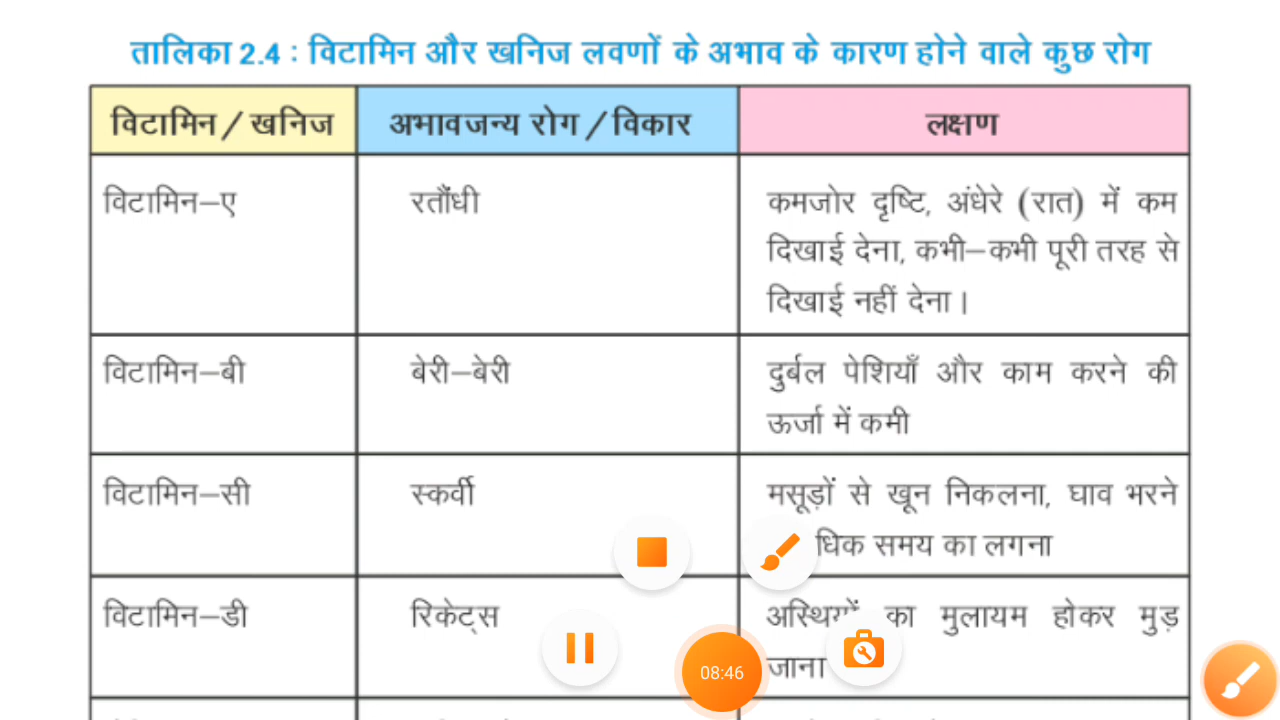 तालिका 2.4 : विटामिन और खनिज लवणों के अभाव के कारण होने वाले कुछ रोग
विटामिन / खनिज अभावजन्य रोग / विकार लक्षण
विटामिन–ए रतौंधी कमजोर दृष्टि, अंधेरे (रात) में कम
दिखाई देना, कभी–कभी पूरी तरह से
दिखाई नहीं देना।
विटामिन–बी बेरी–बेरी दुर्बल पेशियाँ और काम करने की
ऊर्जा में कमी
विटामिन–सी स्कर्वी मसूड़ों से खून निकलना, घाव भरने
धिक समय का लगना
विटामिन–डी रिकेट्स अस्थियों का मुलायम होकर मुड़
जाना
08:46